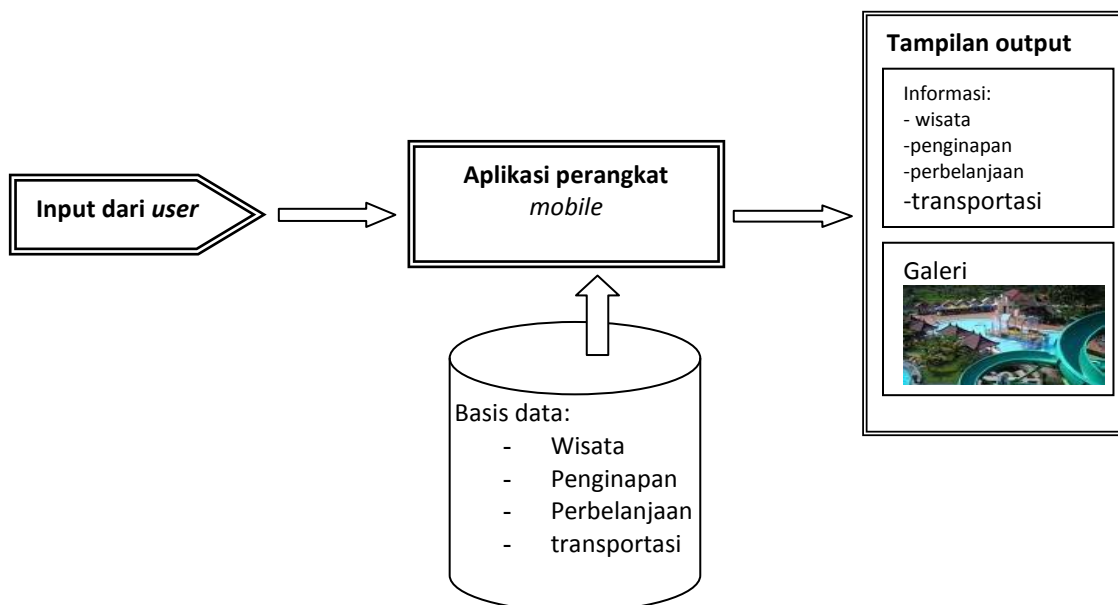 Input dari user
Aplikasi perangkat
mobile
Basis data:
- Wisata
- Penginapan
- Perbelanjaan
- transportasi
Tampilan output
Informasi:
- wisata
-penginapan
-perbelanjaan
-transportasi
Galeri